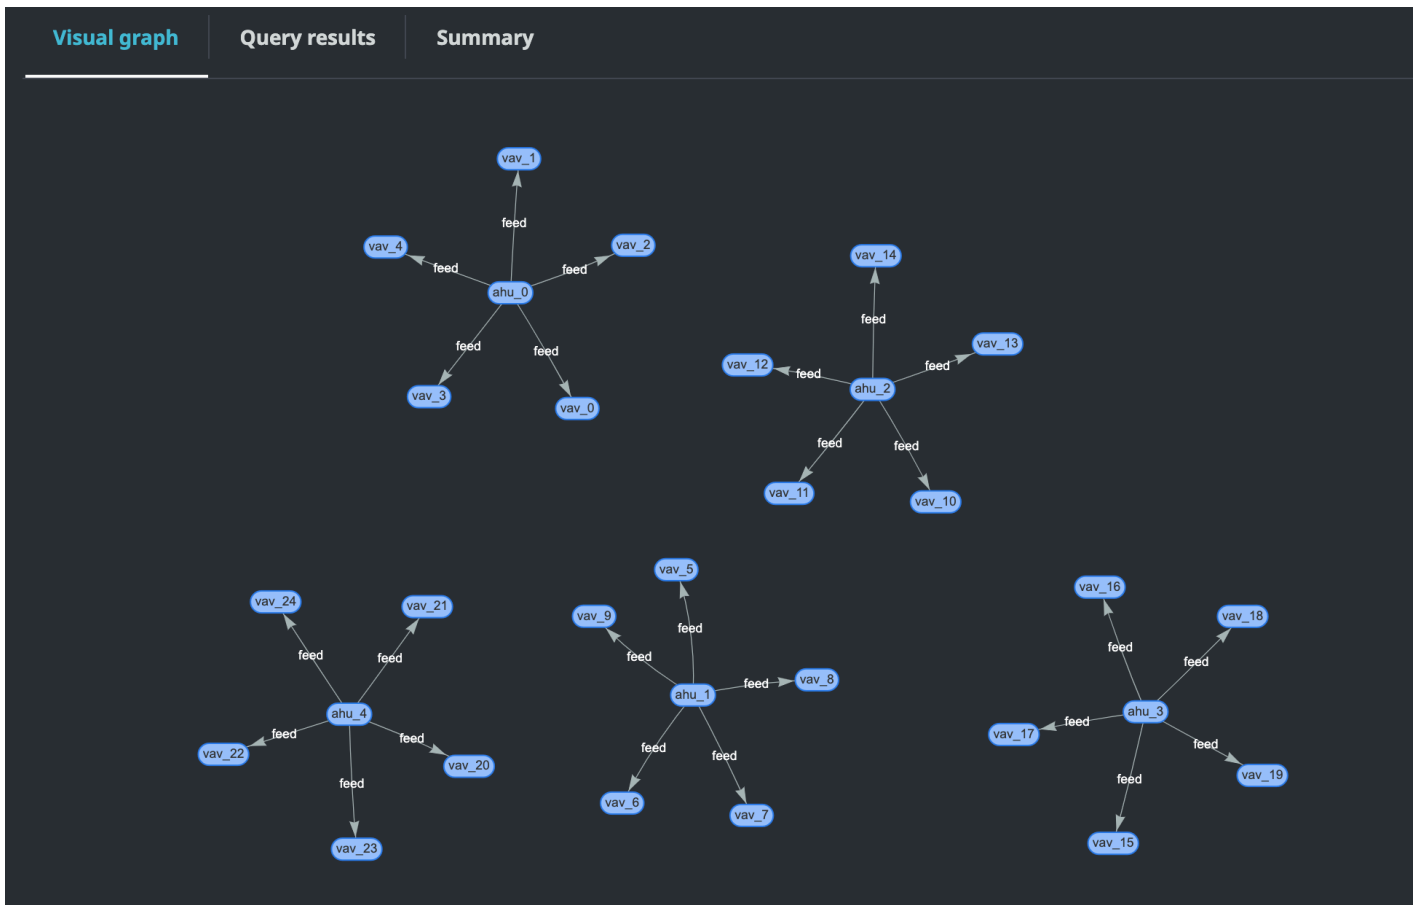 Visual graph
Query results
Summary
vav_1
feed
vav_4
vav_2
feed
feed
ahu_0
feed
feed
vav_3
vav_0
vav_14
feed
vav_13
vav_12
feed
feed
ahu_2
feed
feed
vav_11
vav_10
vav_24
vav_21
feed
feed
ahu_4
feed
feed
vav_22
vav_20
feed
vav_23
vav_5
vav_9
feed
feed
vav_8
feed
ahu_1
feed
feed
vav_6
vav_7
vav_16
vav_18
feed
feed
ahu_3
feed
vav_17
feed
vav_19
feed
vav_15